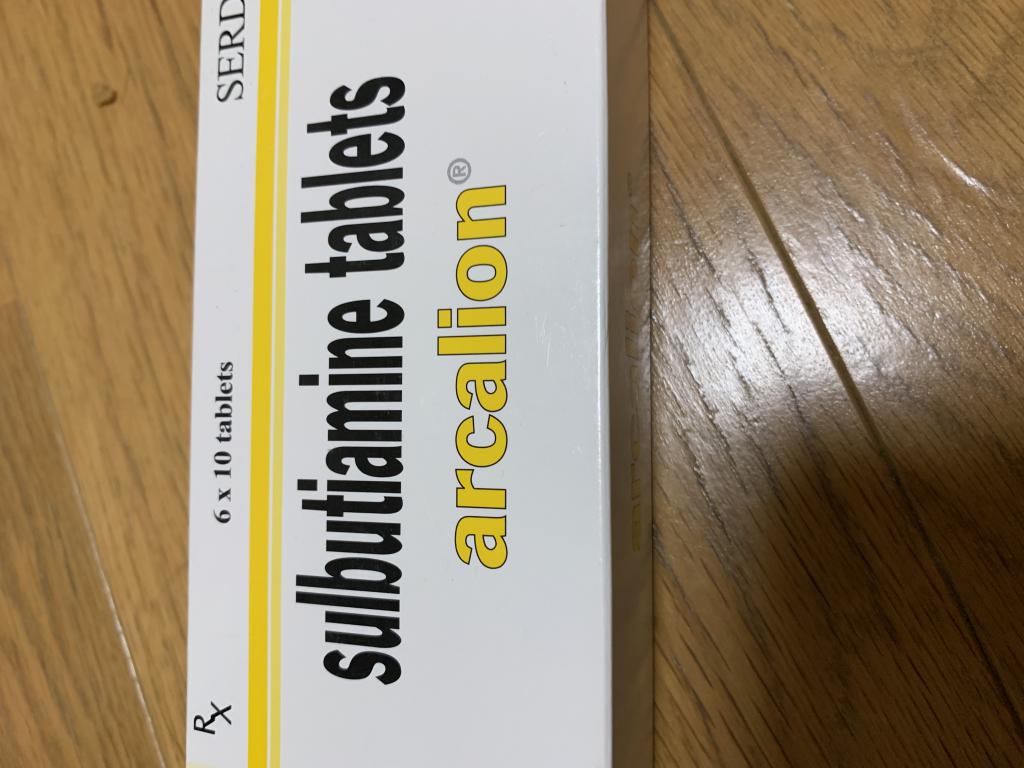 Rx 6 x 10 tablets SERD
sulbutiamine tablets
arcalion®